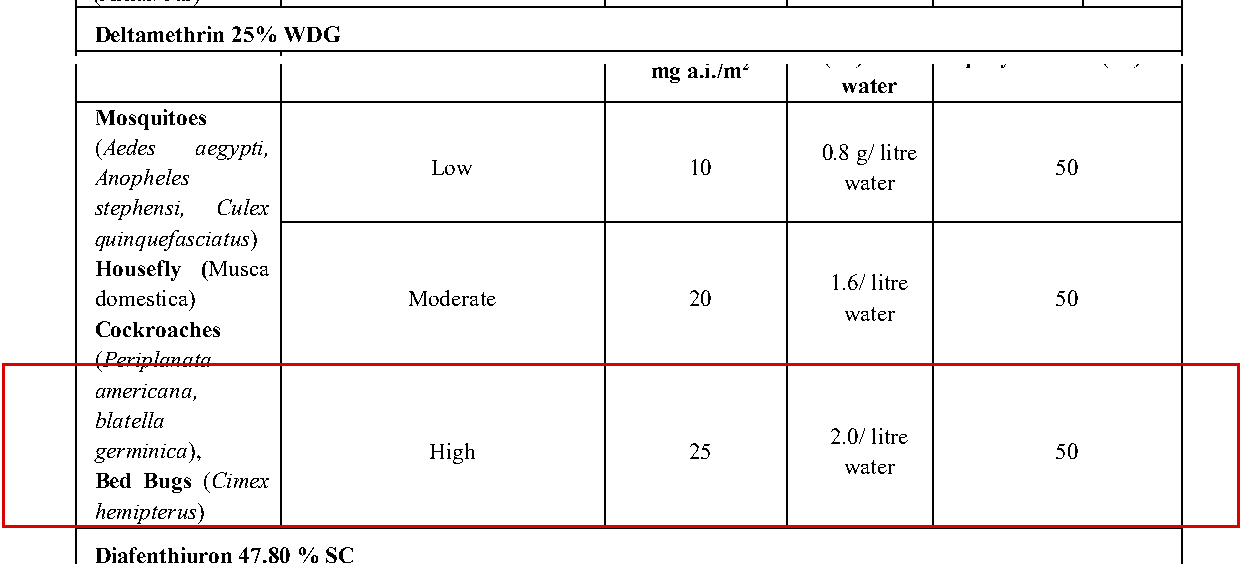 Deltamethrin 25% WDG
mg a.i./m²
water
Mosquitoes
(Aedes aegypti,
Anopheles
stephensi, Culex
quinquefasciatus)
Housefly (Musca
domestica)
Cockroaches
(Periplanata
americana,
blatella
germinica),
Bed Bugs (Cimex
hemipterus)
Low
10
0.8 g/ litre
water
50
Moderate
20
1.6/ litre
water
50
High
25
2.0/ litre
water
50
Diafenthiuron 47.80 % SC